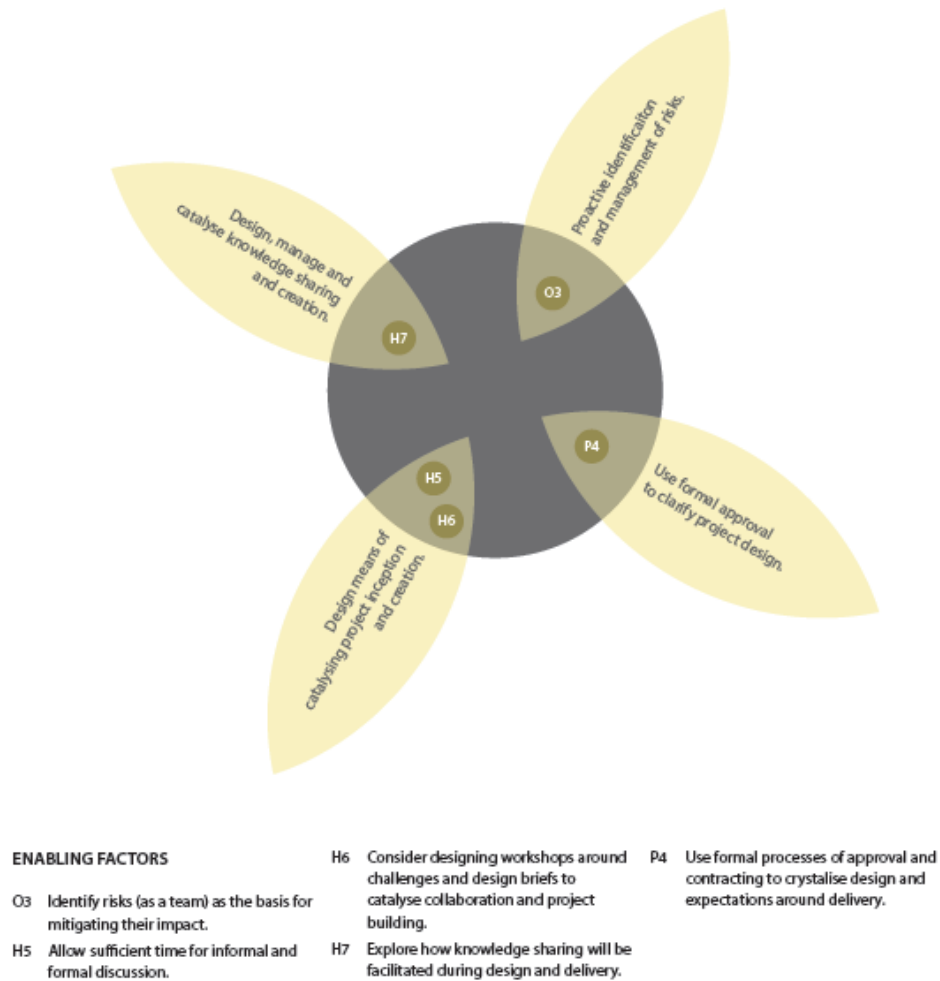 Proactive identificaiton
and management of risks.
O3
Design, manage and
catalyse knowledge sharing
and creation.
H7
P4
Use formal approval
to clarify project design.
H5
H6
Design means of
catalysing project inception
and creation.
ENABLING FACTORS
O3 Identify risks (as a team) as the basis for
mitigating their impact.
H5 Allow sufficient time for informal and
formal discussion.
H6 Consider designing workshops around
challenges and design briefs to
catalyse collaboration and project
building.
H7 Explore how knowledge sharing will be
facilitated during design and delivery.
P4 Use formal processes of approval and
contracting to crystalise design and
expectations around delivery.